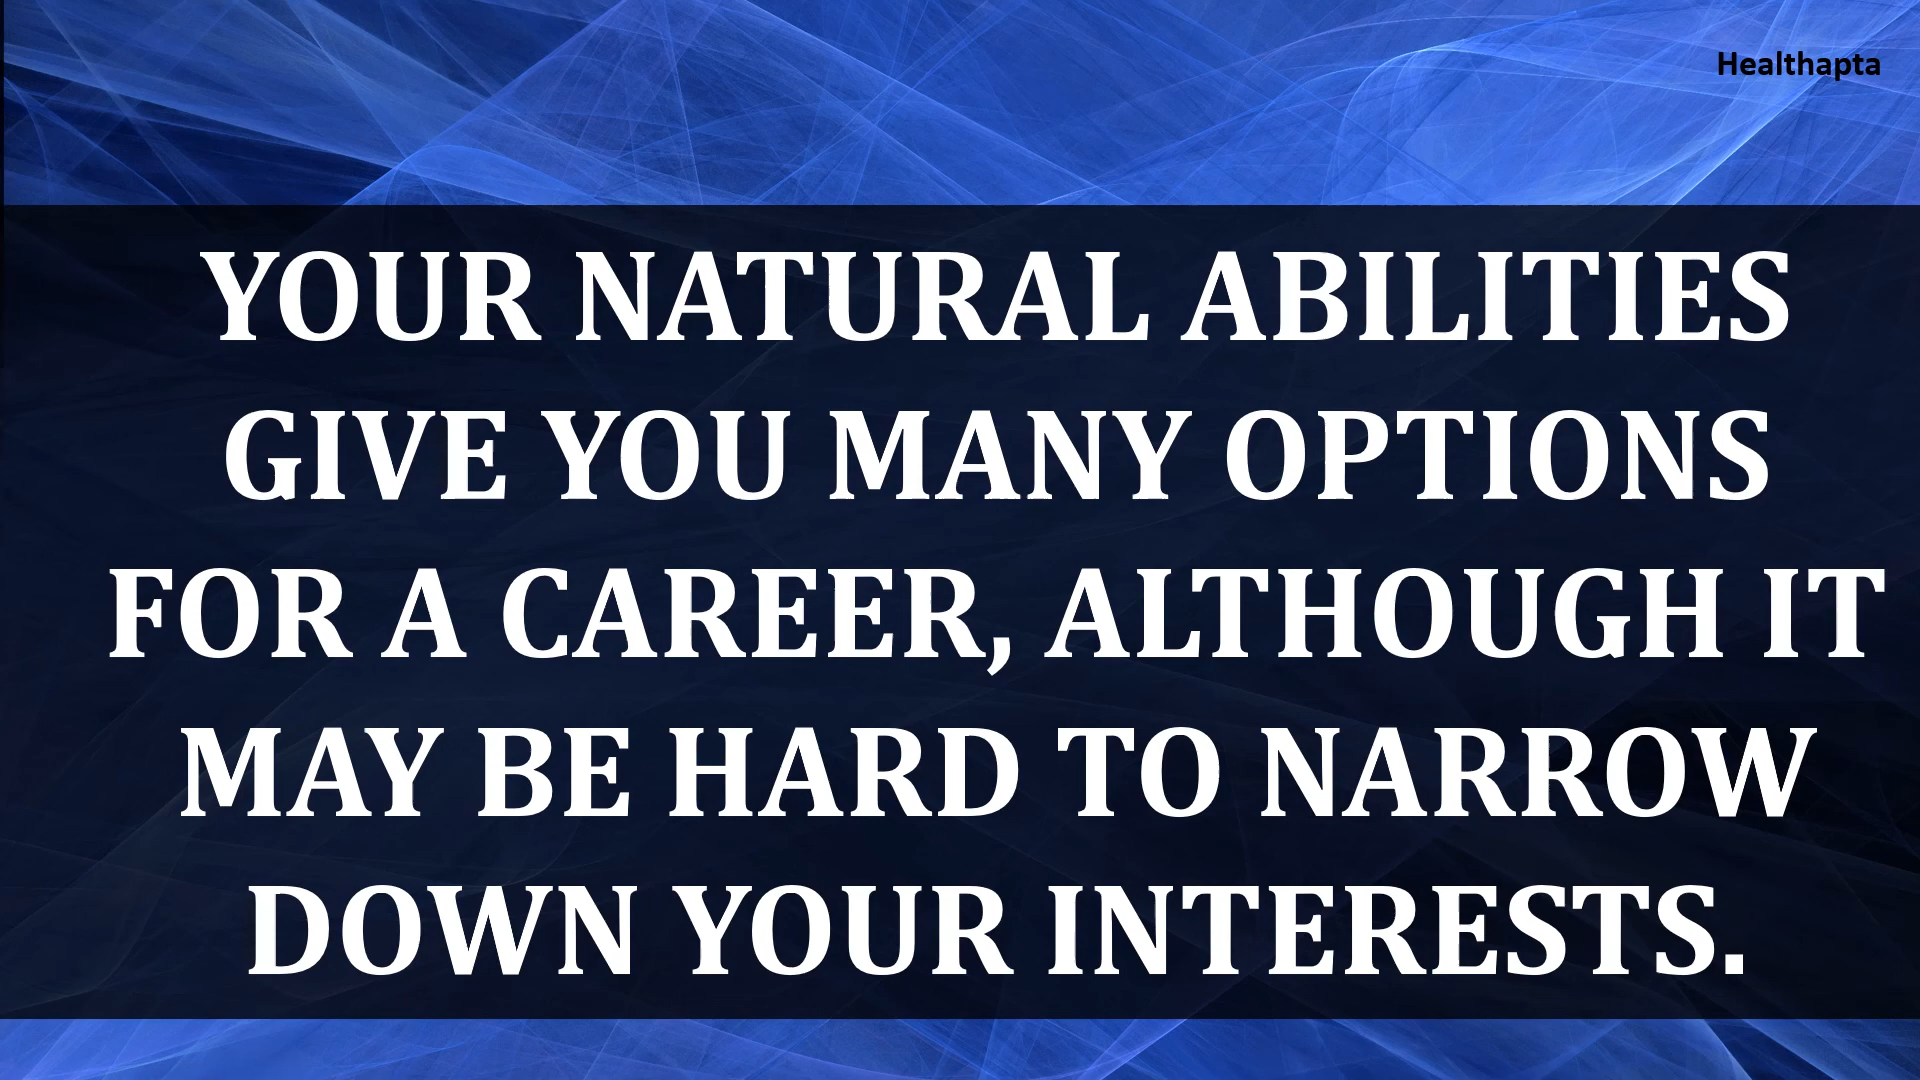 Healthapta
YOUR NATURAL ABILITIES
GIVE YOU MANY OPTIONS
FOR A CAREER, ALTHOUGH IT
MAY BE HARD TO NARROW
DOWN YOUR INTERESTS.